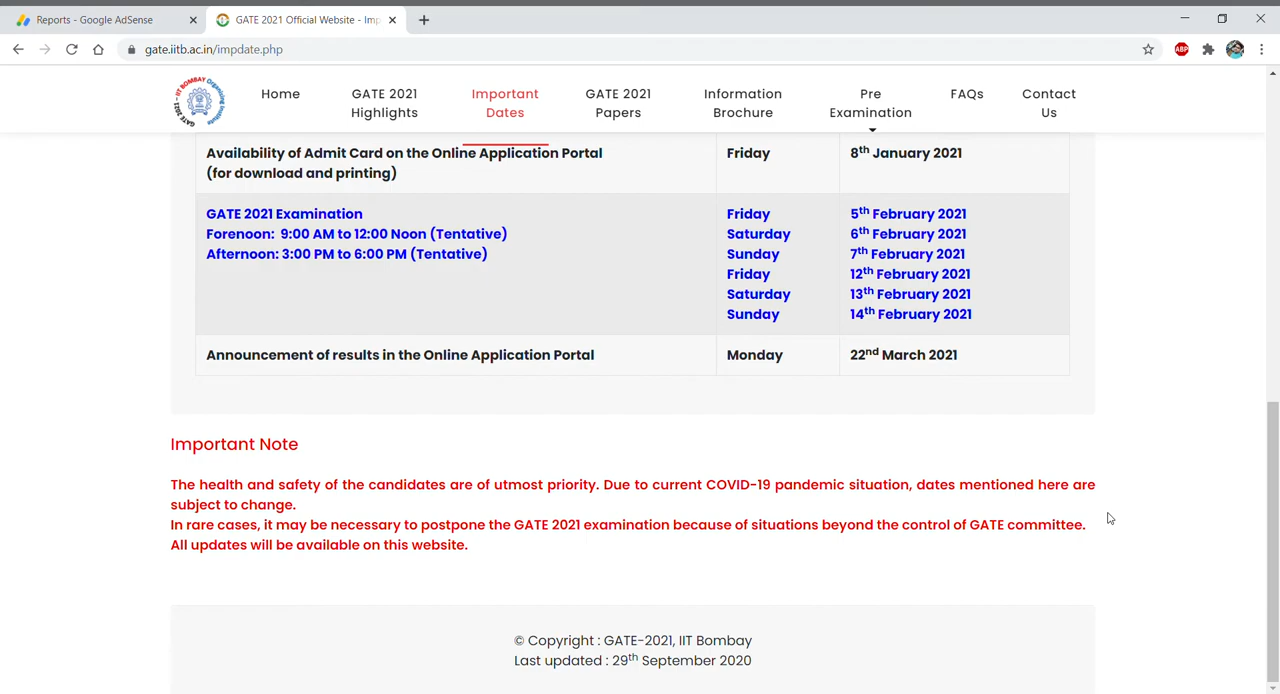 Reports - Google AdSense
GATE 2021 Official Website - Imp
gate.iitb.ac.in/impdate.php
ABP
GATE 2021 - IIT BOMBAY Organizing Institute
Home
GATE 2021
Highlights
Important
Dates
GATE 2021
Papers
Information
Brochure
Pre
Examination
FAQs
Contact
Us
Availability of Admit Card on the Online Application Portal
(for download and printing)
Friday
8th January 2021
GATE 2021 Examination
Forenoon: 9:00 AM to 12:00 Noon (Tentative)
Afternoon: 3:00 PM to 6:00 PM (Tentative)
Friday
Saturday
Sunday
Friday
Saturday
Sunday
5th February 2021
6th February 2021
7th February 2021
12th February 2021
13th February 2021
14th February 2021
Announcement of results in the Online Application Portal
Monday
22nd March 2021
Important Note
The health and safety of the candidates are of utmost priority. Due to current COVID-19 pandemic situation, dates mentioned here are
subject to change.
In rare cases, it may be necessary to postpone the GATE 2021 examination because of situations beyond the control of GATE committee.
All updates will be available on this website.
© Copyright : GATE-2021, IIT Bombay
Last updated : 29th September 2020